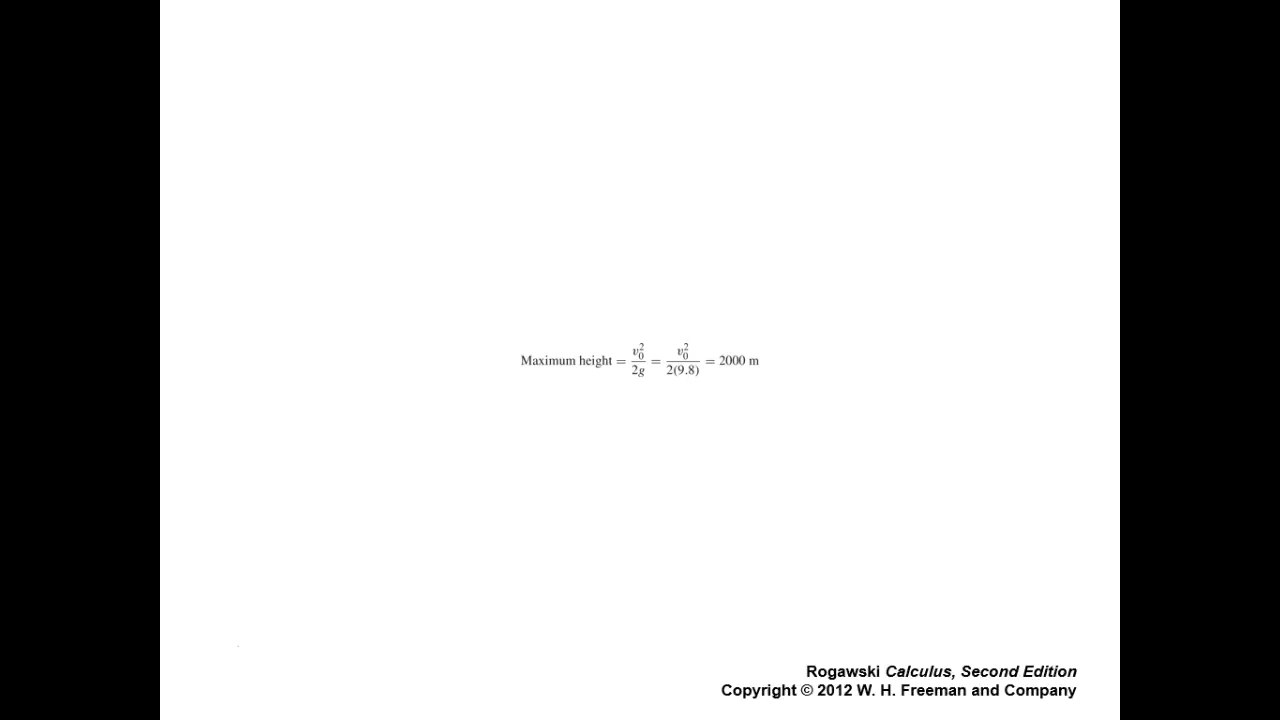 Maximum height = v₀²/2g = v₀²/2(9.8) = 2000 m
Rogawski Calculus, Second Edition
Copyright © 2012 W. H. Freeman and Company